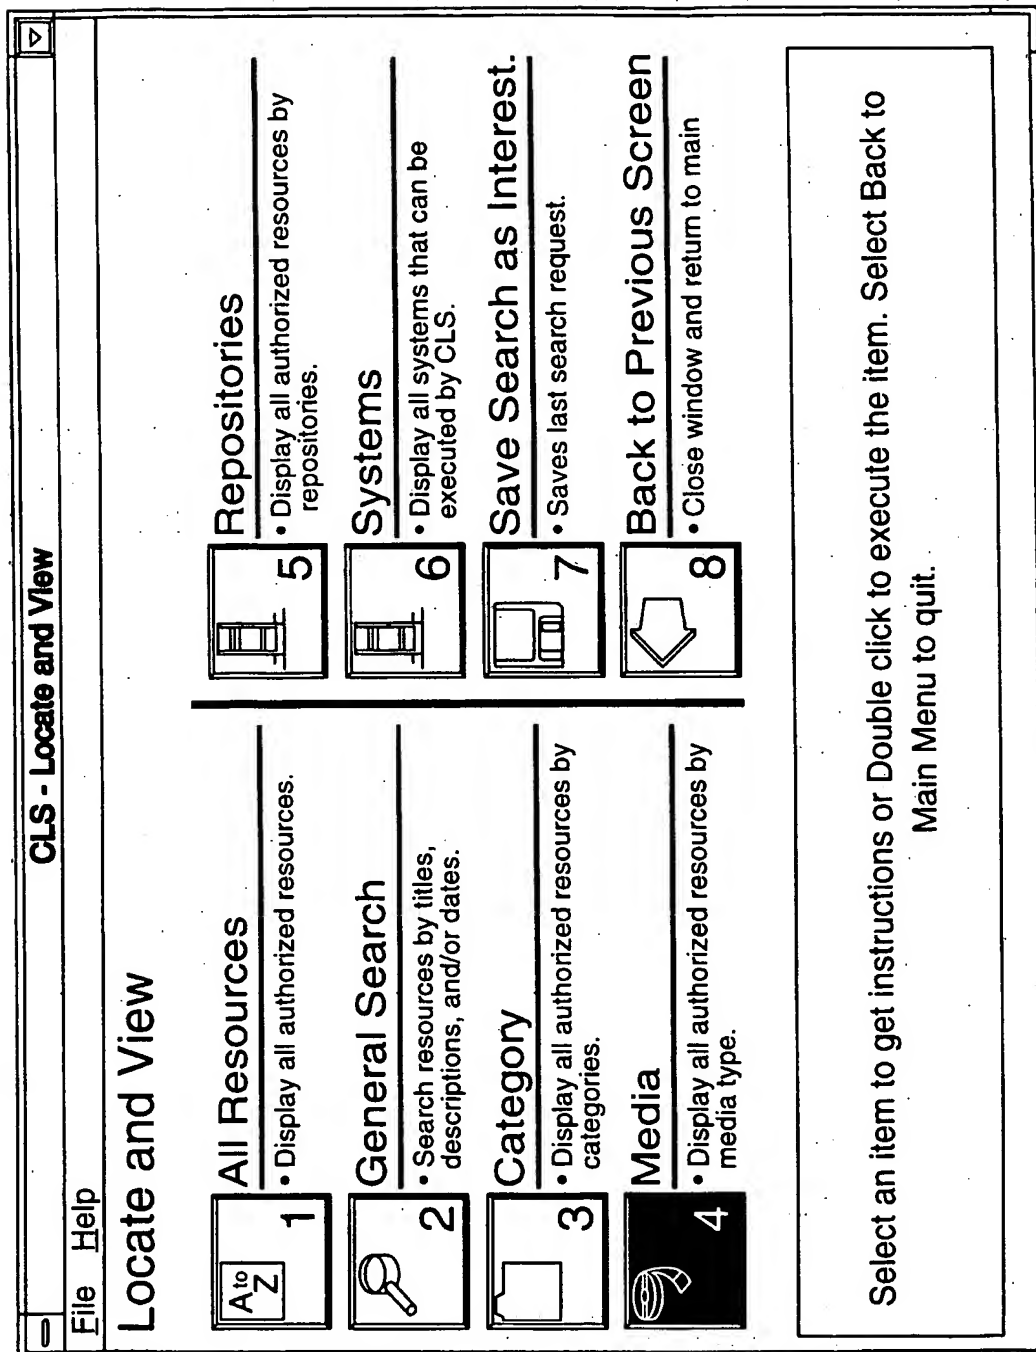 CLS - Locate and View
File Help
Locate and View
A to
Z
1
All Resources
• Display all authorized resources.
2
General Search
• Search resources by titles,
descriptions, and/or dates.
3
Category
• Display all authorized resources by
categories.
4
Media
• Display all authorized resources by
media type.
5
Repositories
• Display all authorized resources by
repositories.
6
Systems
• Display all systems that can be
executed by CLS.
7
Save Search as Interest.
• Saves last search request.
8
Back to Previous Screen
• Close window and return to main
Select an item to get instructions or Double click to execute the item. Select Back to
Main Menu to quit.